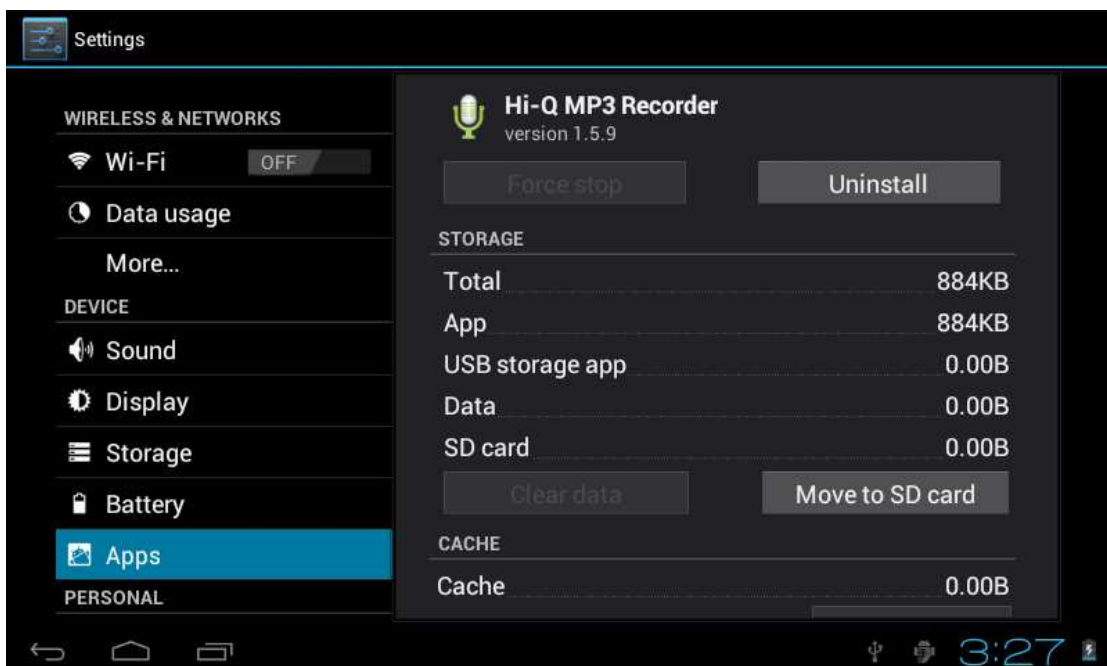 Settings
WIRELESS & NETWORKS
Wi-Fi
OFF
Data usage
More...
DEVICE
Sound
Display
Storage
Battery
Apps
PERSONAL
Hi-Q MP3 Recorder
version 1.5.9
Force stop
Uninstall
STORAGE
Total 884KB
App 884KB
USB storage app 0.00B
Data 0.00B
SD card 0.00B
Clear data
Move to SD card
CACHE
Cache 0.00B
3:27